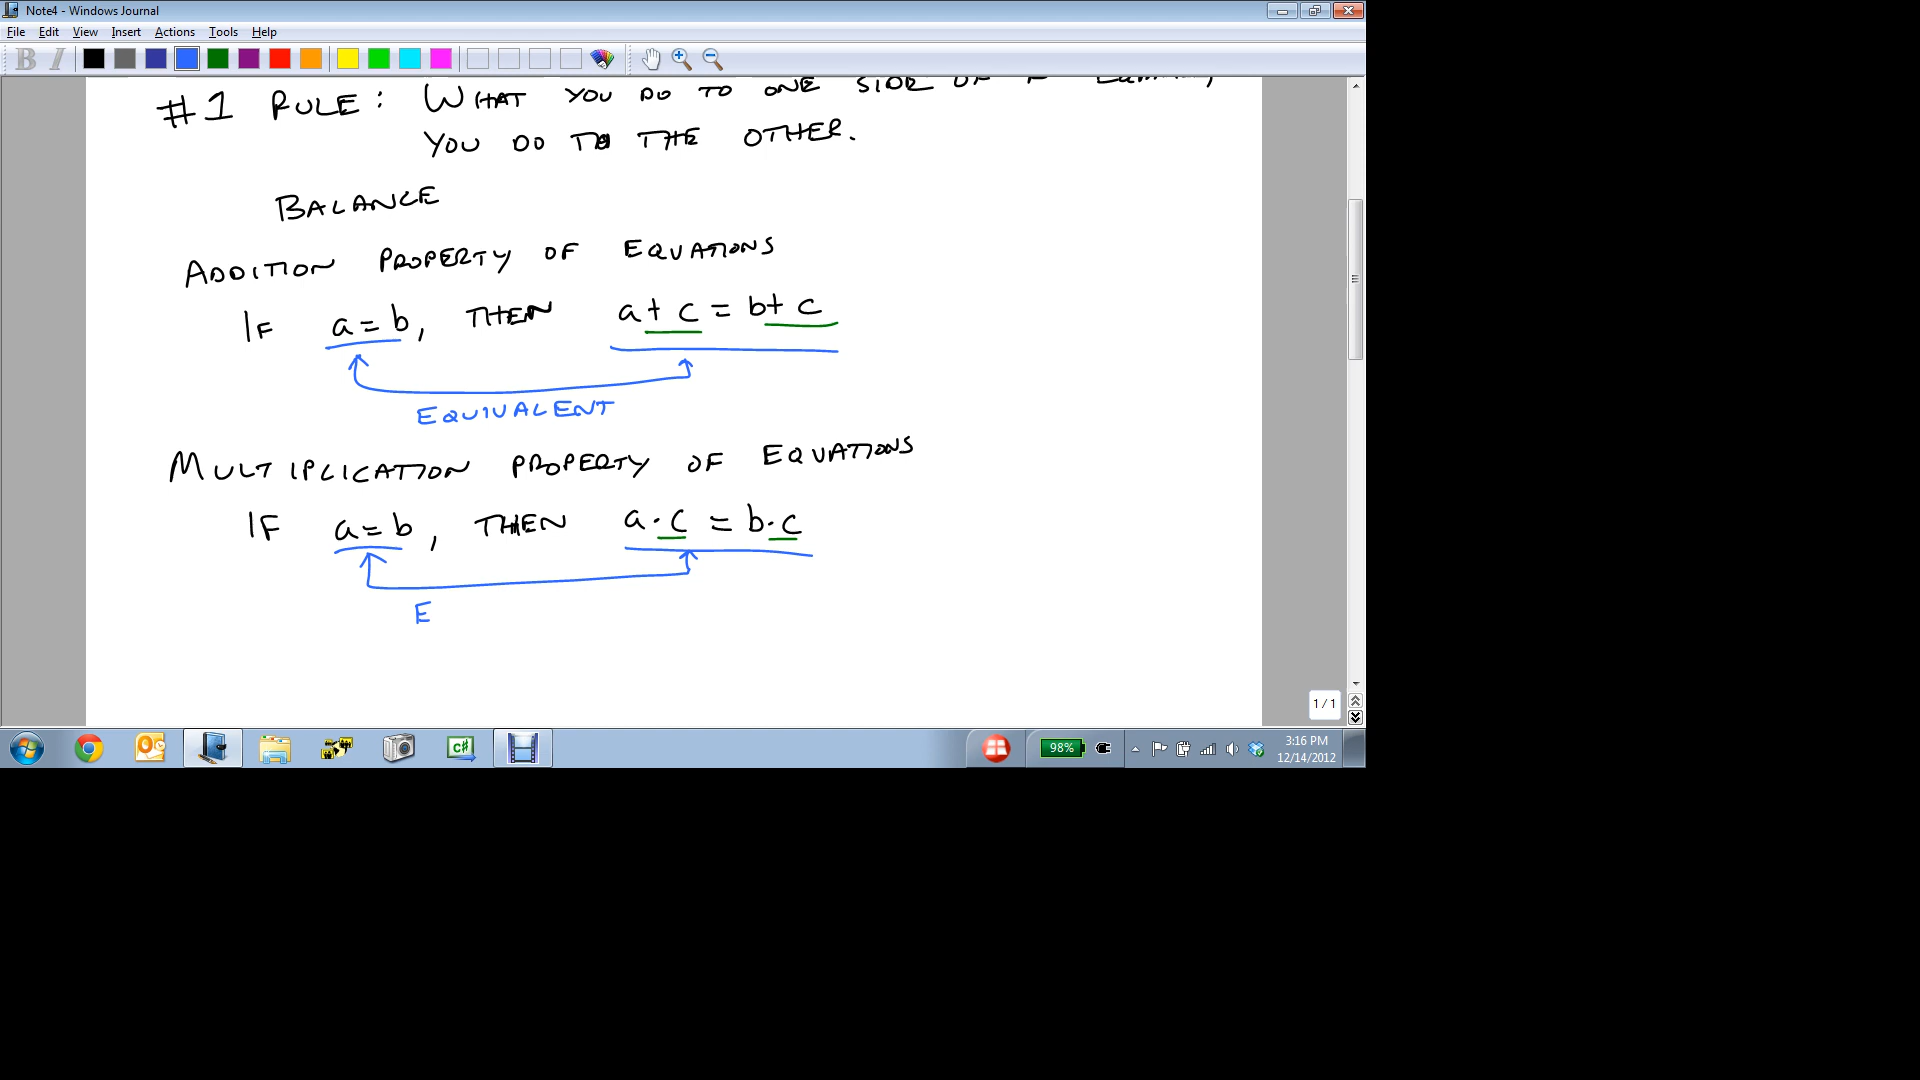 Note4 - Windows Journal
File Edit View Insert Actions Tools Help
B I
#1 RULE: WHAT YOU DO TO ONE SIDE OF
YOU DO TO THE OTHER.
BALANCE
ADDITION PROPERTY OF EQUATIONS
IF a = b, THEN a + c = b + c
EQUIVALENT
MULTIPLICATION PROPERTY OF EQUATIONS
IF a = b, THEN a · c = b · c
E
1 / 1
C#
98%
3:16 PM
12/14/2012